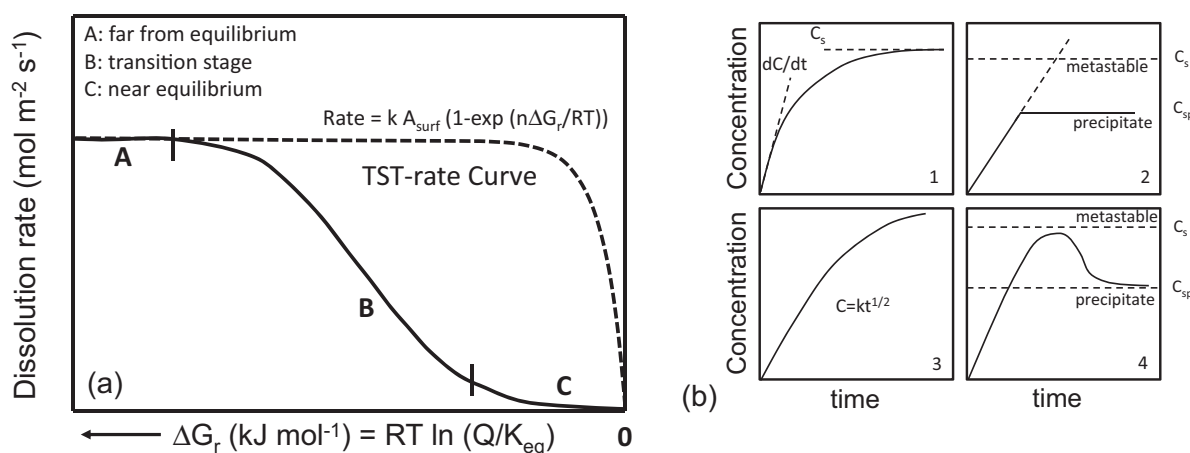 A: far from equilibrium
B: transition stage
C: near equilibrium
Rate = k A_surf (1-exp (nΔG_r/RT))
TST-rate Curve
A
B
C
(a)
Dissolution rate (mol m⁻² s⁻¹)
ΔG_r (kJ mol⁻¹) = RT ln (Q/K_eq)
0
Concentration
C_s
dC/dt
1
C_s
metastable
C_sp
precipitate
2
Concentration
C=kt^1/2
3
metastable
C_s
C_sp
precipitate
4
(b)
time
time